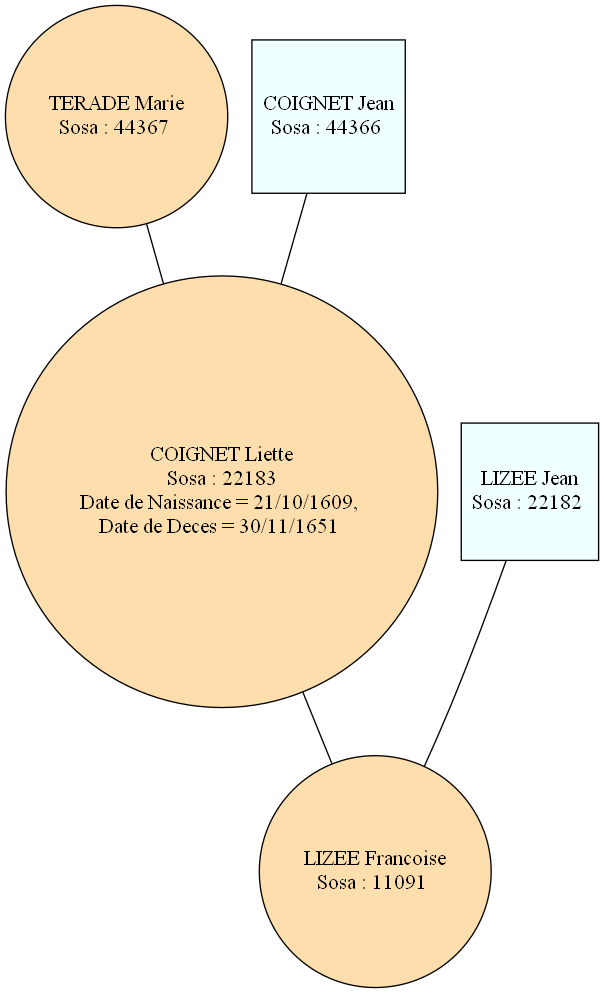 TERADE Marie
Sosa : 44367
COIGNET Jean
Sosa : 44366
COIGNET Liette
Sosa : 22183
Date de Naissance = 21/10/1609,
Date de Deces = 30/11/1651
LIZEE Jean
Sosa : 22182
LIZEE Francoise
Sosa : 11091